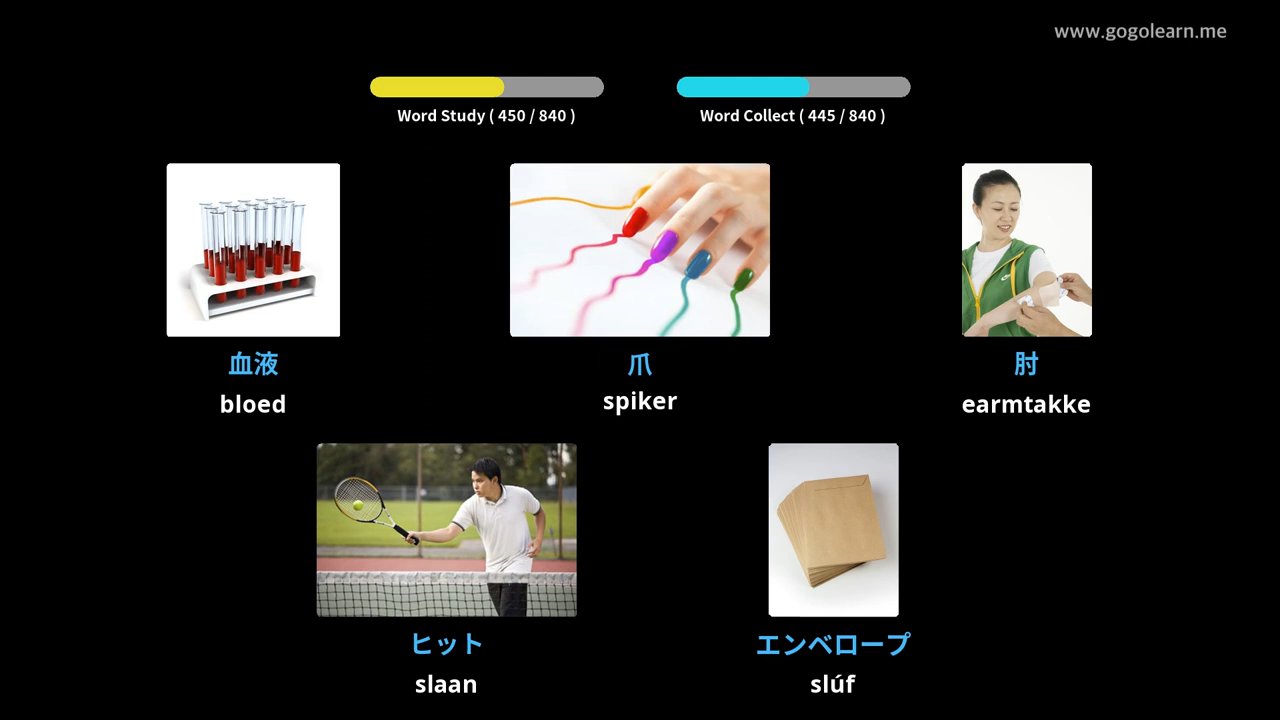 www.gogolearn.me
Word Study ( 450 / 840 )
Word Collect ( 445 / 840 )
血液
爪
肘
bloed
spiker
earmtakke
ヒット
エンベロープ
slaan
slúf